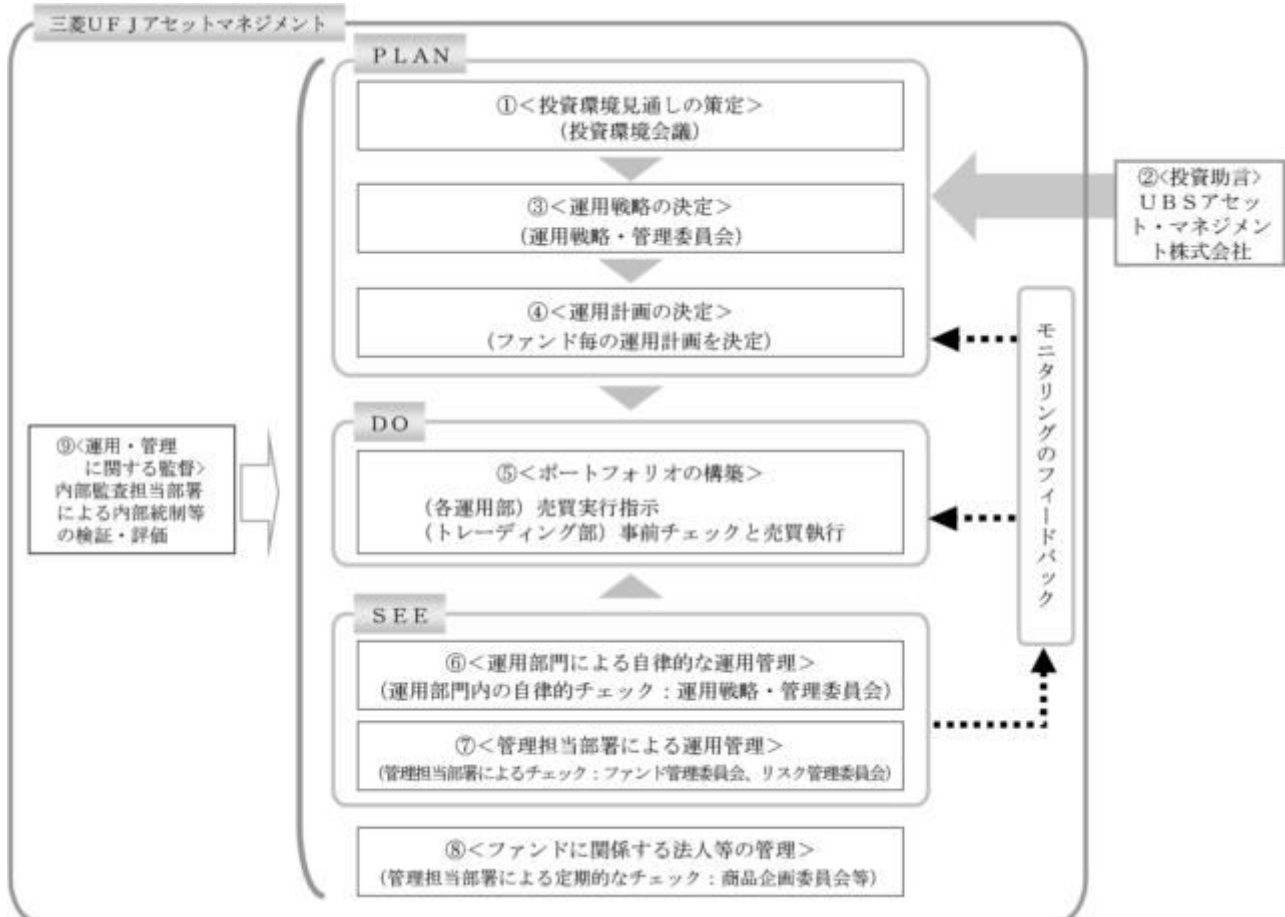 三菱ＵＦＪアセットマネジメント
ＰＬＡＮ
①＜投資環境見通しの策定＞
（投資環境会議）
②＜投資助言＞
ＵＢＳアセッ
ト・マネジメン
ト株式会社
③＜運用戦略の決定＞
（運用戦略・管理委員会）
④＜運用計画の決定＞
（ファンド毎の運用計画を決定）
モニタリングのフィードバック
ＤＯ
⑤＜ポートフォリオの構築＞
（各運用部）売買実行指示
（トレーディング部）事前チェックと売買執行
⑨＜運用・管理
に関する監督＞
内部監査担当部署
による内部統制等
の検証・評価
ＳＥＥ
⑥＜運用部門による自律的な運用管理＞
（運用部門内の自律的チェック：運用戦略・管理委員会）
⑦＜管理担当部署による運用管理＞
（管理担当部署によるチェック：ファンド管理委員会、リスク管理委員会）
⑧＜ファンドに関係する法人等の管理＞
（管理担当部署による定期的なチェック：商品企画委員会等）